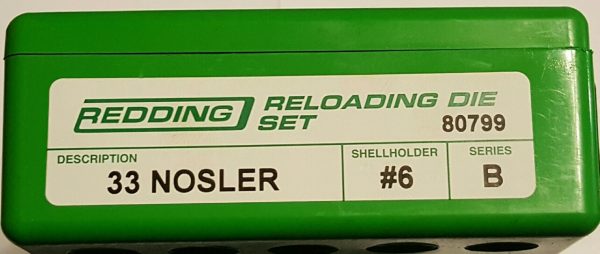 REDDING RELOADING DIE
SET 80799
DESCRIPTION SHELLHOLDER SERIES
33 NOSLER #6 B